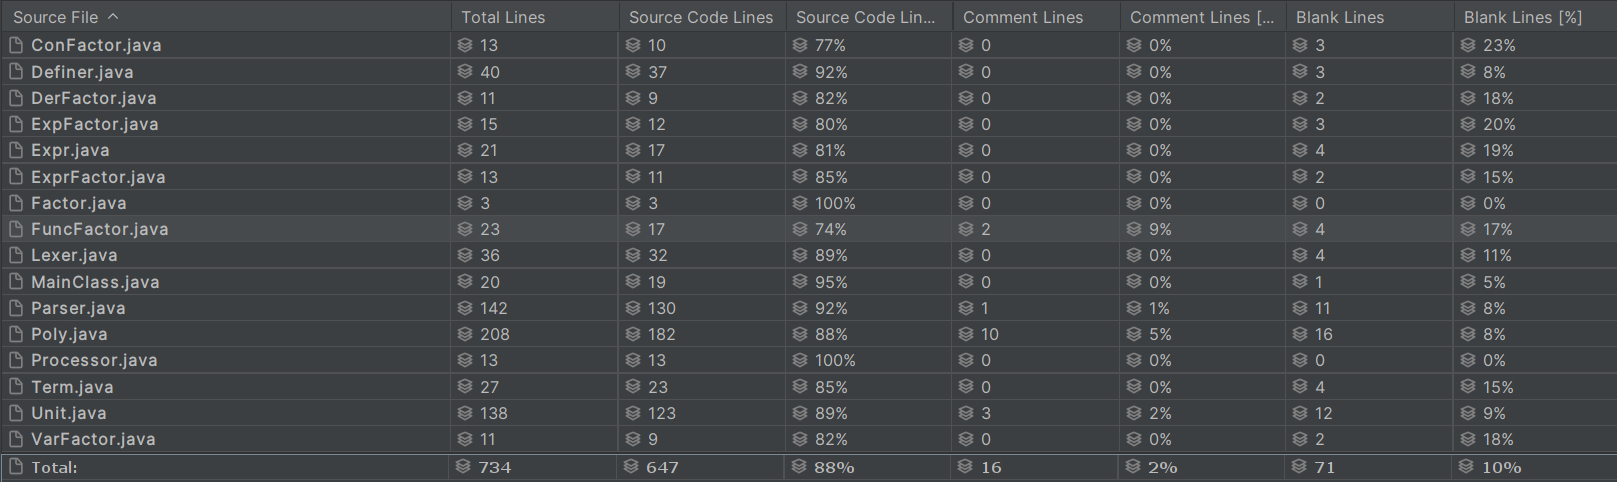 Source File Total Lines Source Code Lines Source Code Lin... Comment Lines Comment Lines [... Blank Lines Blank Lines [%]
ConFactor.java 13 10 77% 0 0% 3 23%
Definer.java 40 37 92% 0 0% 3 8%
DerFactor.java 11 9 82% 0 0% 2 18%
ExpFactor.java 15 12 80% 0 0% 3 20%
Expr.java 21 17 81% 0 0% 4 19%
ExprFactor.java 13 11 85% 0 0% 2 15%
Factor.java 3 3 100% 0 0% 0 0%
FuncFactor.java 23 17 74% 2 9% 4 17%
Lexer.java 36 32 89% 0 0% 4 11%
MainClass.java 20 19 95% 0 0% 1 5%
Parser.java 142 130 92% 1 1% 11 8%
Poly.java 208 182 88% 10 5% 16 8%
Processor.java 13 13 100% 0 0% 0 0%
Term.java 27 23 85% 0 0% 4 15%
Unit.java 138 123 89% 3 2% 12 9%
VarFactor.java 11 9 82% 0 0% 2 18%
Total: 734 647 88% 16 2% 71 10%